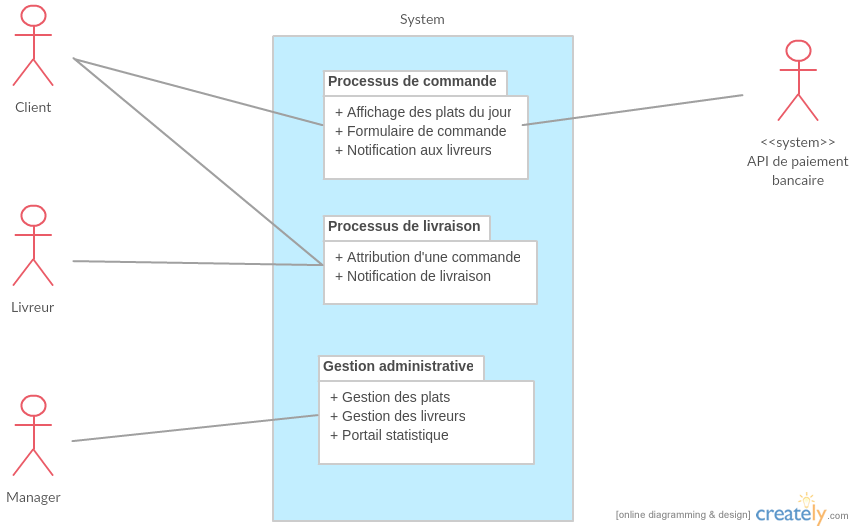 System
Client
Processus de commande
+ Affichage des plats du jour
+ Formulaire de commande
+ Notification aux livreurs
<<system>>
API de paiement
bancaire
Livreur
Processus de livraison
+ Attribution d'une commande
+ Notification de livraison
Manager
Gestion administrative
+ Gestion des plats
+ Gestion des livreurs
+ Portail statistique
[online diagramming & design] creately.com